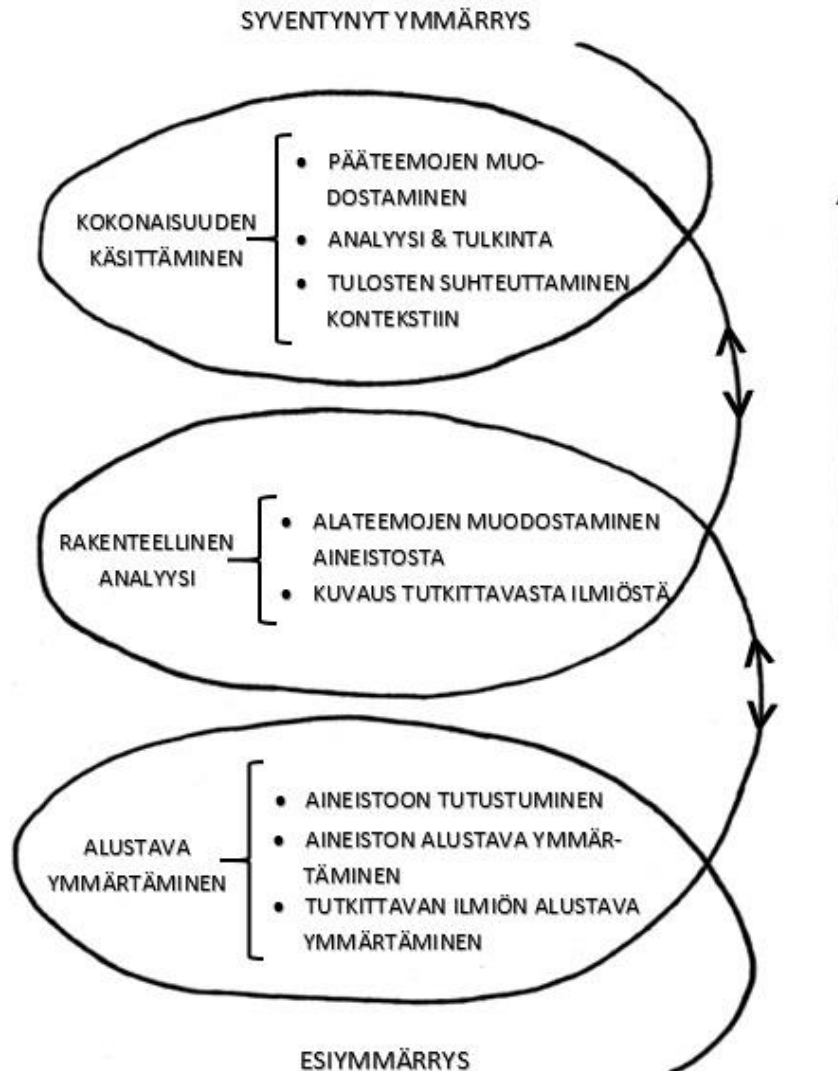 SYVENTYNYT YMMÄRRYS
KOKONAISUUDEN
KÄSITTÄMINEN
• PÄÄTEEMOJEN MUO-
DOSTAMINEN
• ANALYYSI & TULKINTA
• TULOSTEN SUHTEUTTAMINEN
KONTEKSTIIN
RAKENTEELLINEN
ANALYYSI
• ALATEEMOJEN MUODOSTAMINEN
AINEISTOSTA
• KUVAUS TUTKITTAVASTA ILMIÖSTÄ
ALUSTAVA
YMMÄRTÄMINEN
• AINEISTOON TUTUSTUMINEN
• AINEISTON ALUSTAVA YMMÄR-
TÄMINEN
• TUTKITTAVAN ILMIÖN ALUSTAVA
YMMÄRTÄMINEN
ESIYMMÄRRYS